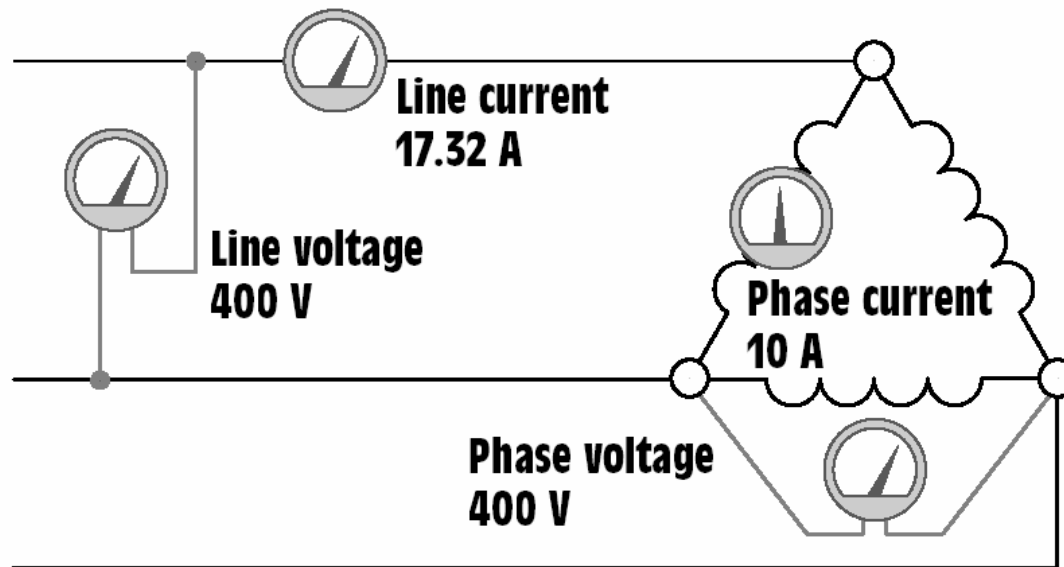 Line current
17.32 A
Line voltage
400 V
Phase current
10 A
Phase voltage
400 V